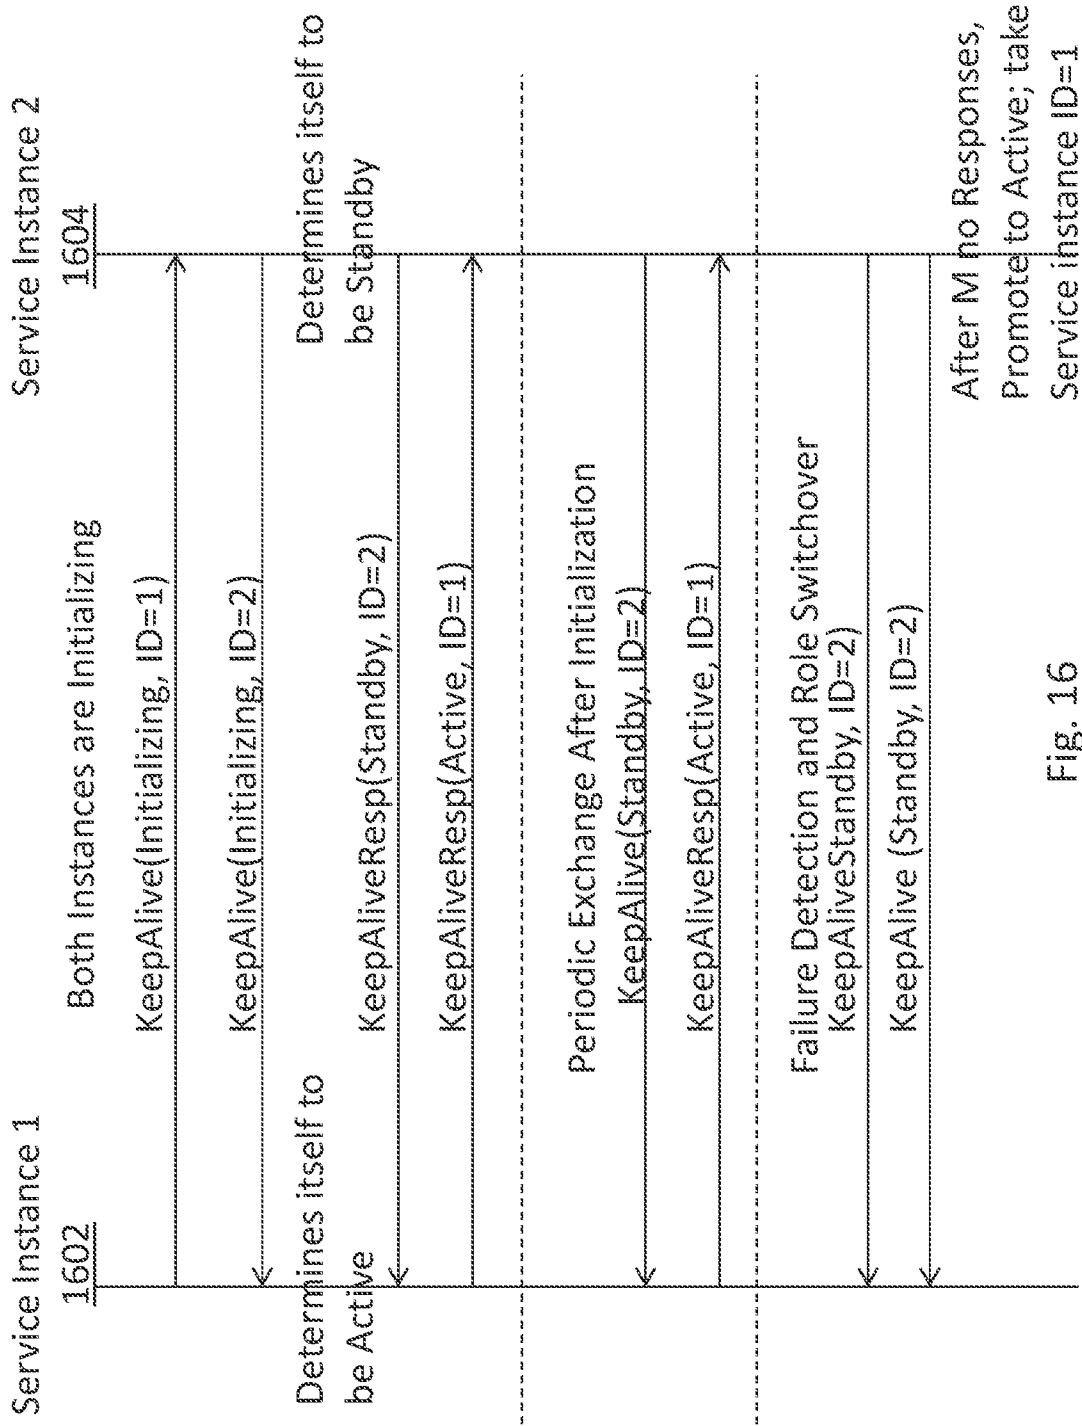 Service Instance 1
1602
Service Instance 2
1604
Both Instances are Initializing
KeepAlive(Initializing, ID=1)
KeepAlive(Initializing, ID=2)
Determines itself to
be Active
Determines itself to
be Standby
KeepAliveResp(Standby, ID=2)
KeepAliveResp(Active, ID=1)
Periodic Exchange After Initialization
KeepAlive(Standby, ID=2)
KeepAliveResp(Active, ID=1)
Failure Detection and Role Switchover
KeepAliveStandby, ID=2)
KeepAlive (Standby, ID=2)
After M no Responses,
Promote to Active; take
Service instance ID=1
Fig. 16